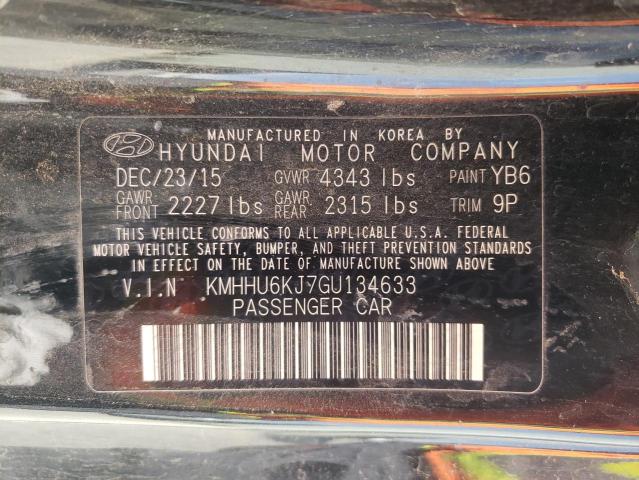 MANUFACTURED IN KOREA BY
HYUNDAI MOTOR COMPANY
DEC/23/15 GVWR 4343 lbs PAINT YB6
GAWR FRONT 2227 lbs GAWR REAR 2315 lbs TRIM 9P
THIS VEHICLE CONFORMS TO ALL APPLICABLE U.S.A. FEDERAL
MOTOR VEHICLE SAFETY, BUMPER, AND THEFT PREVENTION STANDARDS
IN EFFECT ON THE DATE OF MANUFACTURE SHOWN ABOVE.
V.I.N KMHHU6KJ7GU134633
PASSENGER CAR